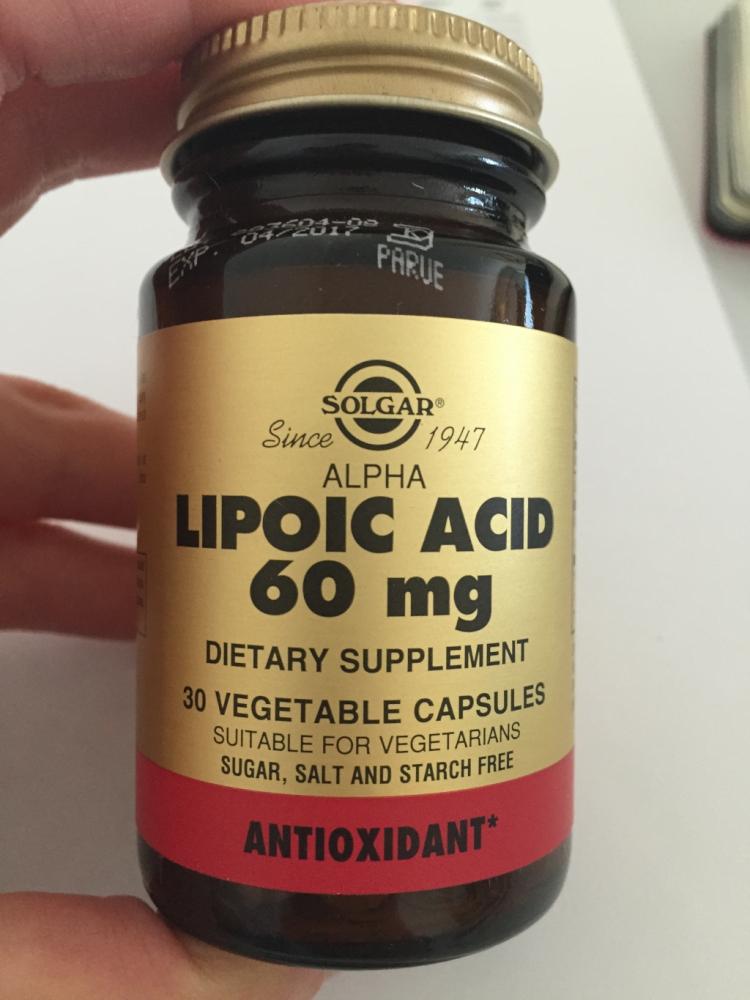 EXP. 04/2017
PARVE
SOLGAR®
Since 1947
ALPHA
LIPOIC ACID
60 mg
DIETARY SUPPLEMENT
30 VEGETABLE CAPSULES
SUITABLE FOR VEGETARIANS
SUGAR, SALT AND STARCH FREE
ANTIOXIDANT*